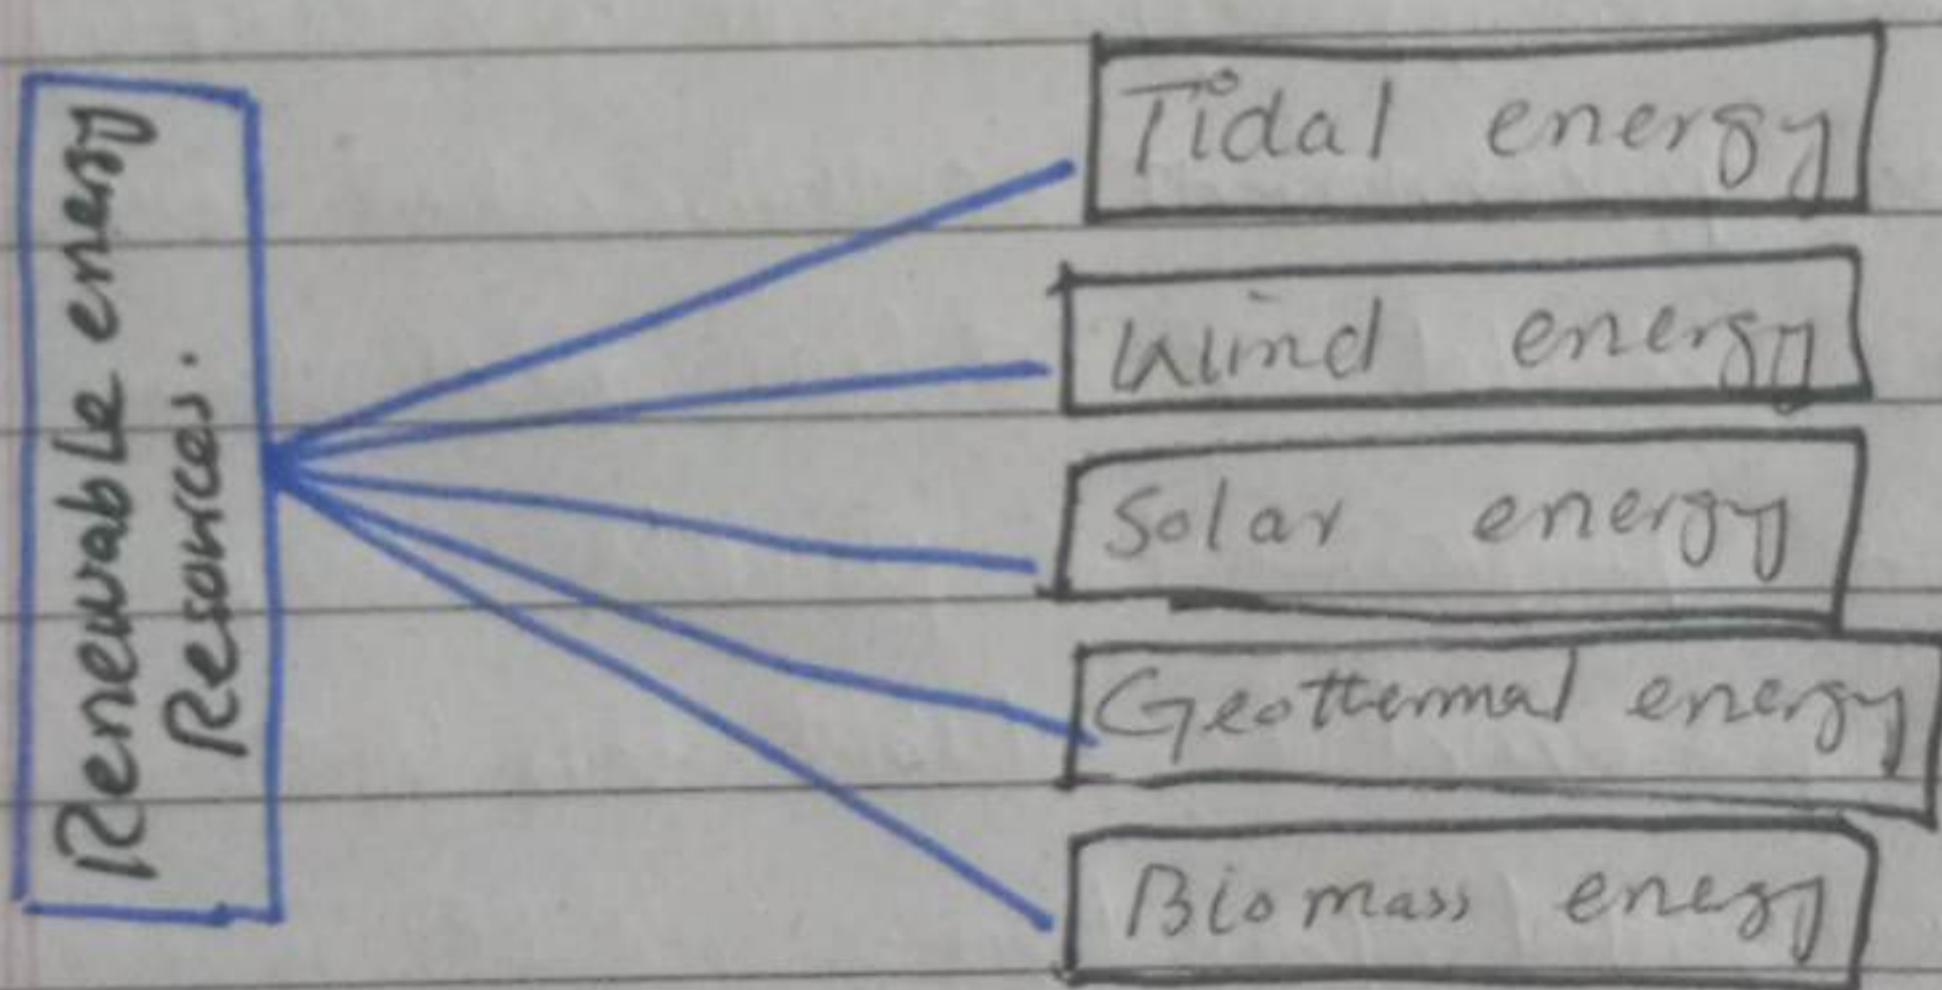 Renewable energy
Resources.
Tidal energy
Wind energy
Solar energy
Geothermal energy
Biomass energy